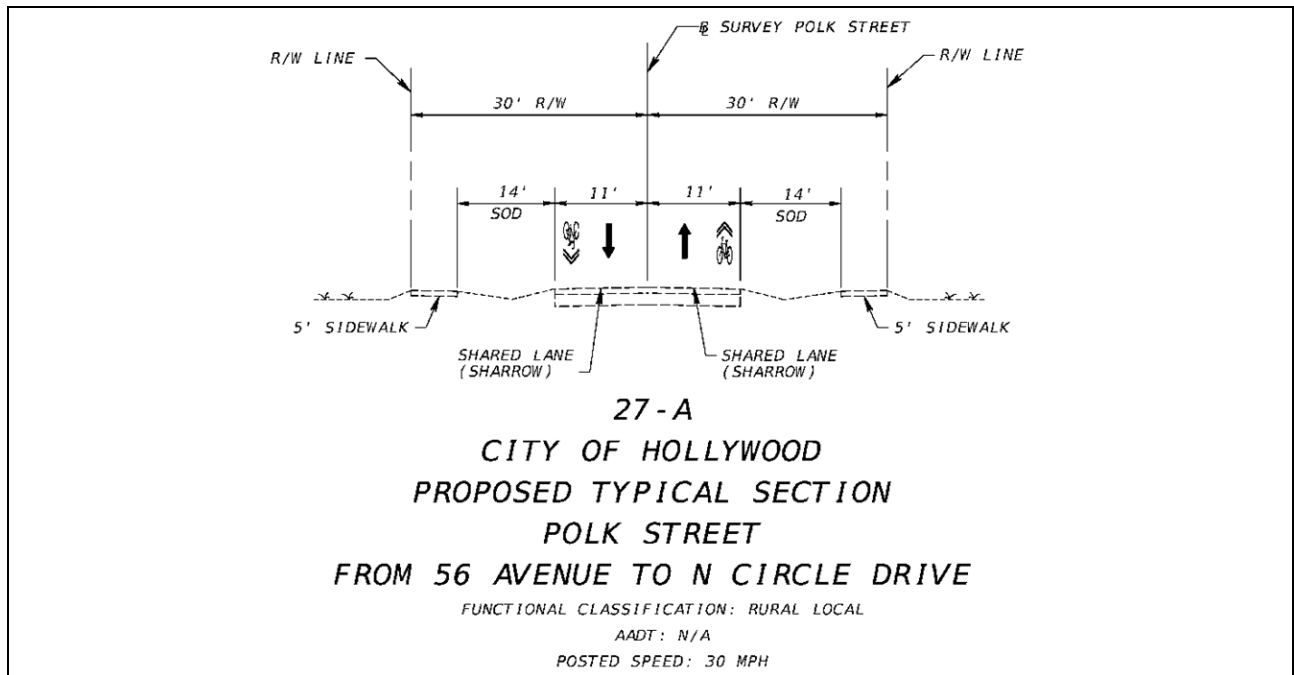 ℄ SURVEY POLK STREET
R/W LINE
R/W LINE
30' R/W
30' R/W
14'
11'
11'
14'
SOD
SOD
5' SIDEWALK
5' SIDEWALK
SHARED LANE
(SHARROW)
SHARED LANE
(SHARROW)
27-A
CITY OF HOLLYWOOD
PROPOSED TYPICAL SECTION
POLK STREET
FROM 56 AVENUE TO N CIRCLE DRIVE
FUNCTIONAL CLASSIFICATION: RURAL LOCAL
AADT: N/A
POSTED SPEED: 30 MPH